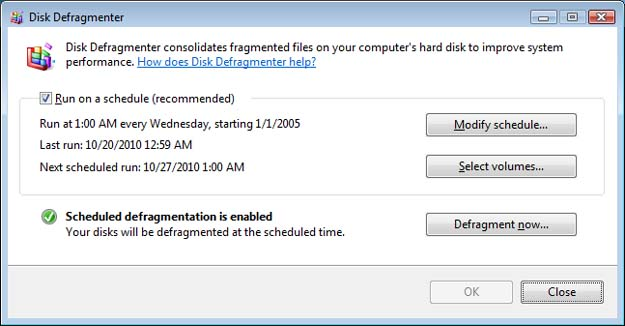 Disk Defragmenter
Disk Defragmenter consolidates fragmented files on your computer's hard disk to improve system
performance. How does Disk Defragmenter help?
Run on a schedule (recommended)
Run at 1:00 AM every Wednesday, starting 1/1/2005
Modify schedule...
Last run: 10/20/2010 12:59 AM
Next scheduled run: 10/27/2010 1:00 AM
Select volumes...
Scheduled defragmentation is enabled
Your disks will be defragmented at the scheduled time.
Defragment now...
OK
Close